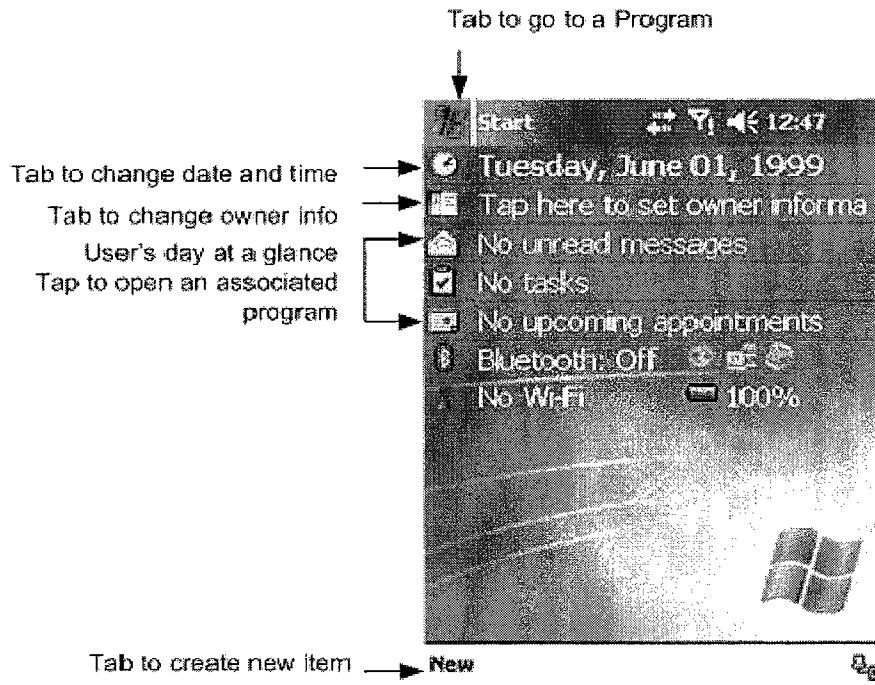 Tab to go to a Program
Start 12:47
Tab to change date and time
Tuesday, June 01, 1999
Tab to change owner info
Tap here to set owner informa
User's day at a glance
Tap to open an associated
program
No unread messages
No tasks
No upcoming appointments
Bluetooth: Off
No Wi-Fi 100%
Tab to create new item
New